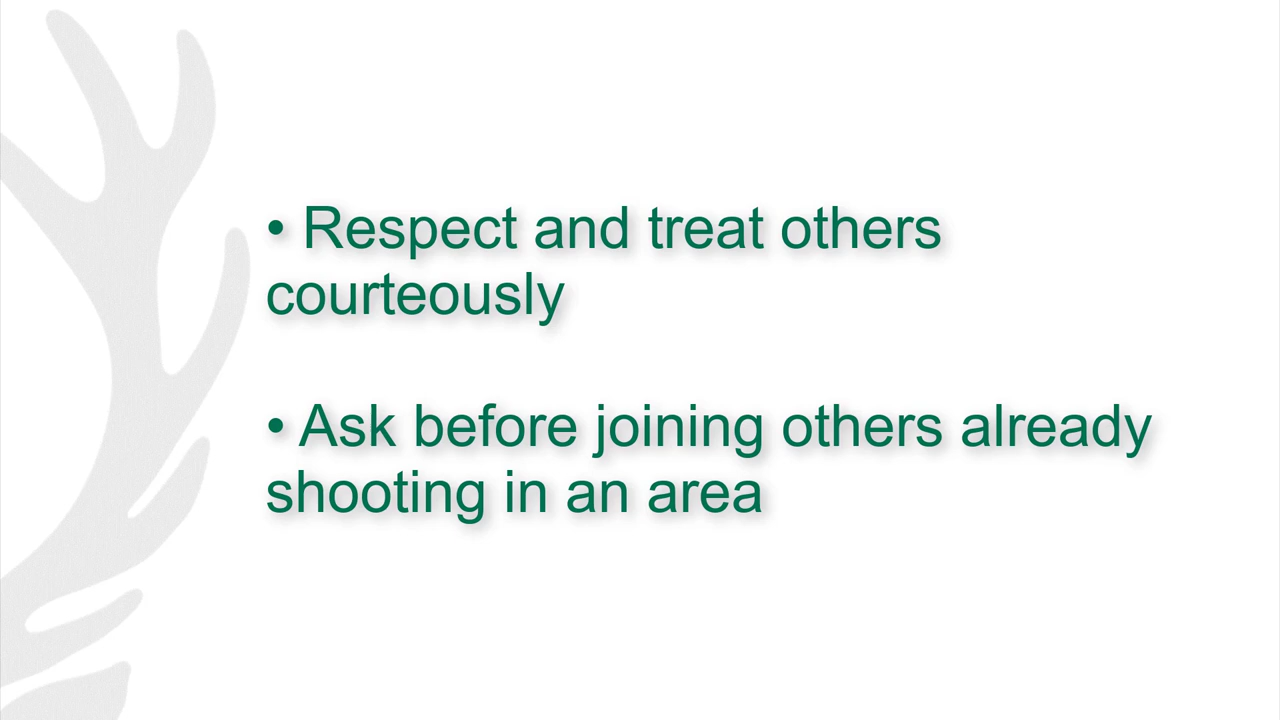 • Respect and treat others
courteously
• Ask before joining others already
shooting in an area